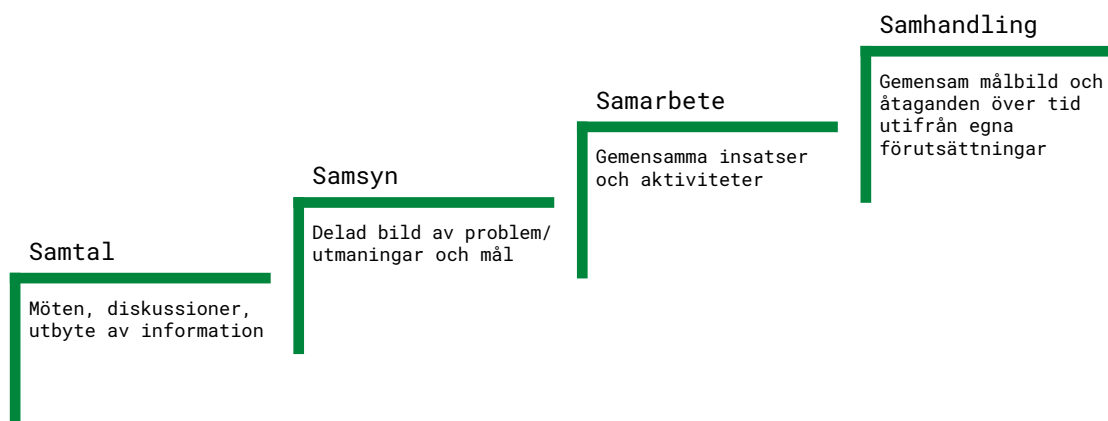 Samtal
Möten, diskussioner,
utbyte av information
Samsyn
Delad bild av problem/
utmaningar och mål
Samarbete
Gemensamma insatser
och aktiviteter
Samhandling
Gemensam målbild och
åtaganden över tid
utifrån egna
förutsättningar